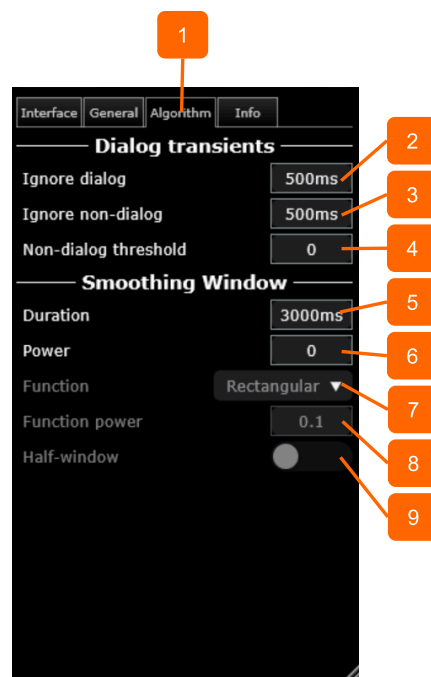 1
Interface General Algorithm Info
Dialog transients
2
Ignore dialog 500ms
3
Ignore non-dialog 500ms
Non-dialog threshold 0
4
Smoothing Window
5
Duration 3000ms
Power 0
6
Function Rectangular ▼
7
Function power 0.1
8
Half-window
9